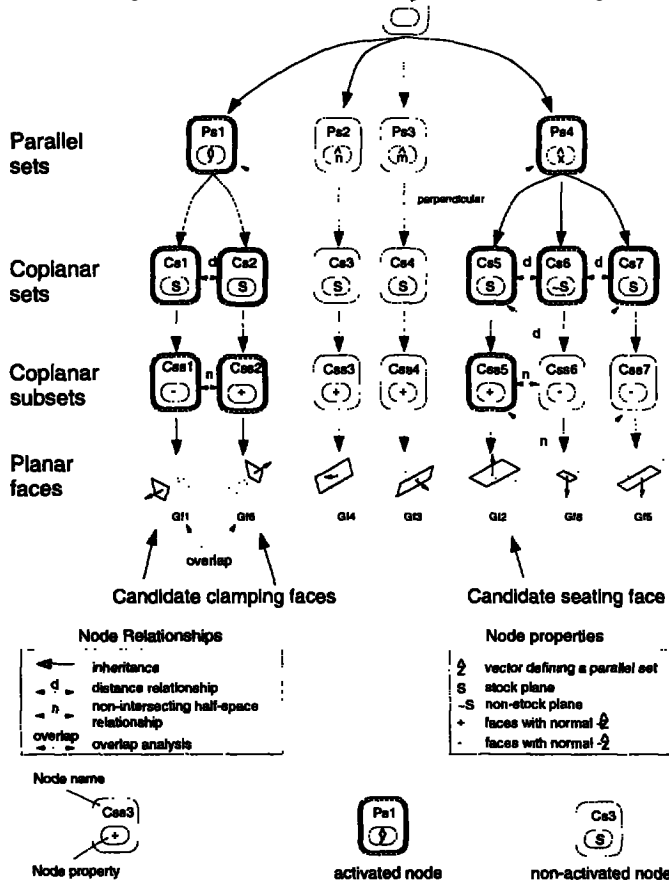 Parallel sets
Ps1
Ps2
n̂
Ps3
m̂
Ps4
x̂
perpendicular
Coplanar sets
Cs1
S
d
Cs2
S
Cs3
S
Cs4
S
Cs5
S
d
Cs6
~S
d
Cs7
S
d
Coplanar subsets
Css1
-
n
Css2
+
Css3
+
Css4
+
Css5
+
n
Css6
-
Css7
-
n
Planar faces
Gf1
Gf6
Gf4
Gf3
Gf2
Gf8
Gf5
overlap
Candidate clamping faces
Candidate seating face
Node Relationships
inheritance
d
distance relationship
n
non-intersecting half-space relationship
overlap
overlap analysis
Node properties
ẑ vector defining a parallel set
S stock plane
~S non-stock plane
+ faces with normal +ẑ
- faces with normal -ẑ
Node name
Css3
+
Node property
Ps1
activated node
Cs3
S
non-activated node